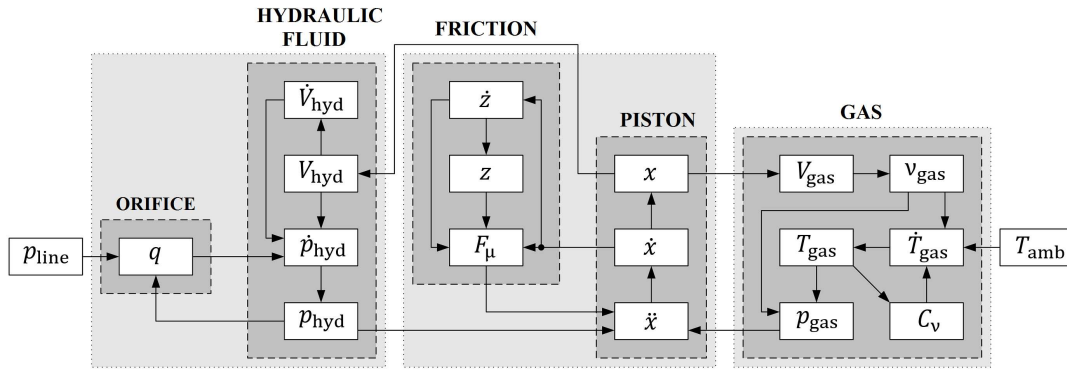 HYDRAULIC
FLUID
FRICTION
V̇hyd
ż
PISTON
GAS
Vhyd
z
x
Vgas
νgas
ORIFICE
pline
q
ṗhyd
Fμ
ẋ
Tgas
Ṫgas
Tamb
phyd
ẍ
pgas
Cν